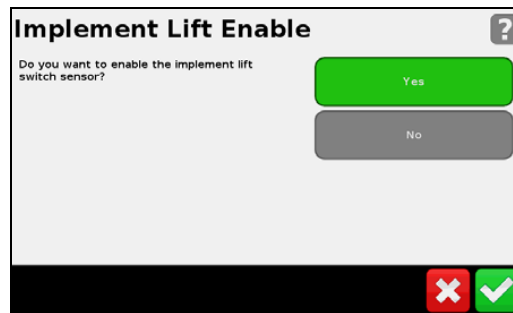 Implement Lift Enable
?
Do you want to enable the implement lift
switch sensor?
Yes
No